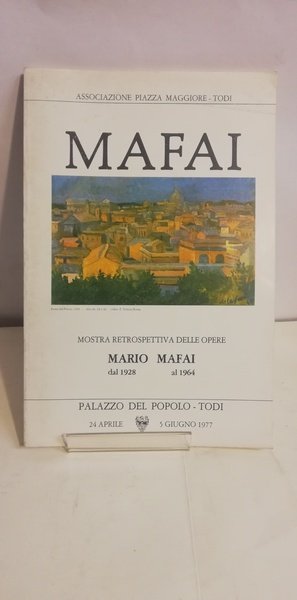 ASSOCIAZIONE PIAZZA MAGGIORE - TODI
MAFAI
MOSTRA RETROSPETTIVA DELLE OPERE
MARIO MAFAI
dal 1928 al 1964
PALAZZO DEL POPOLO - TODI
24 APRILE 5 GIUGNO 1977